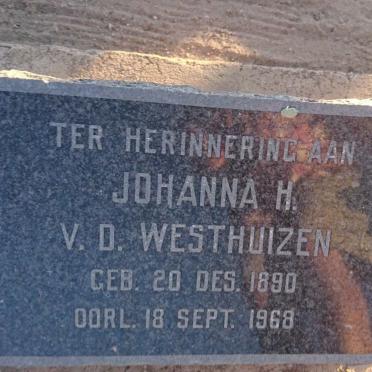 TER HERINNERING AAN
JOHANNA H.
V. D. WESTHUIZEN
GEB. 20 DES. 1890
OORL. 18 SEPT. 1968